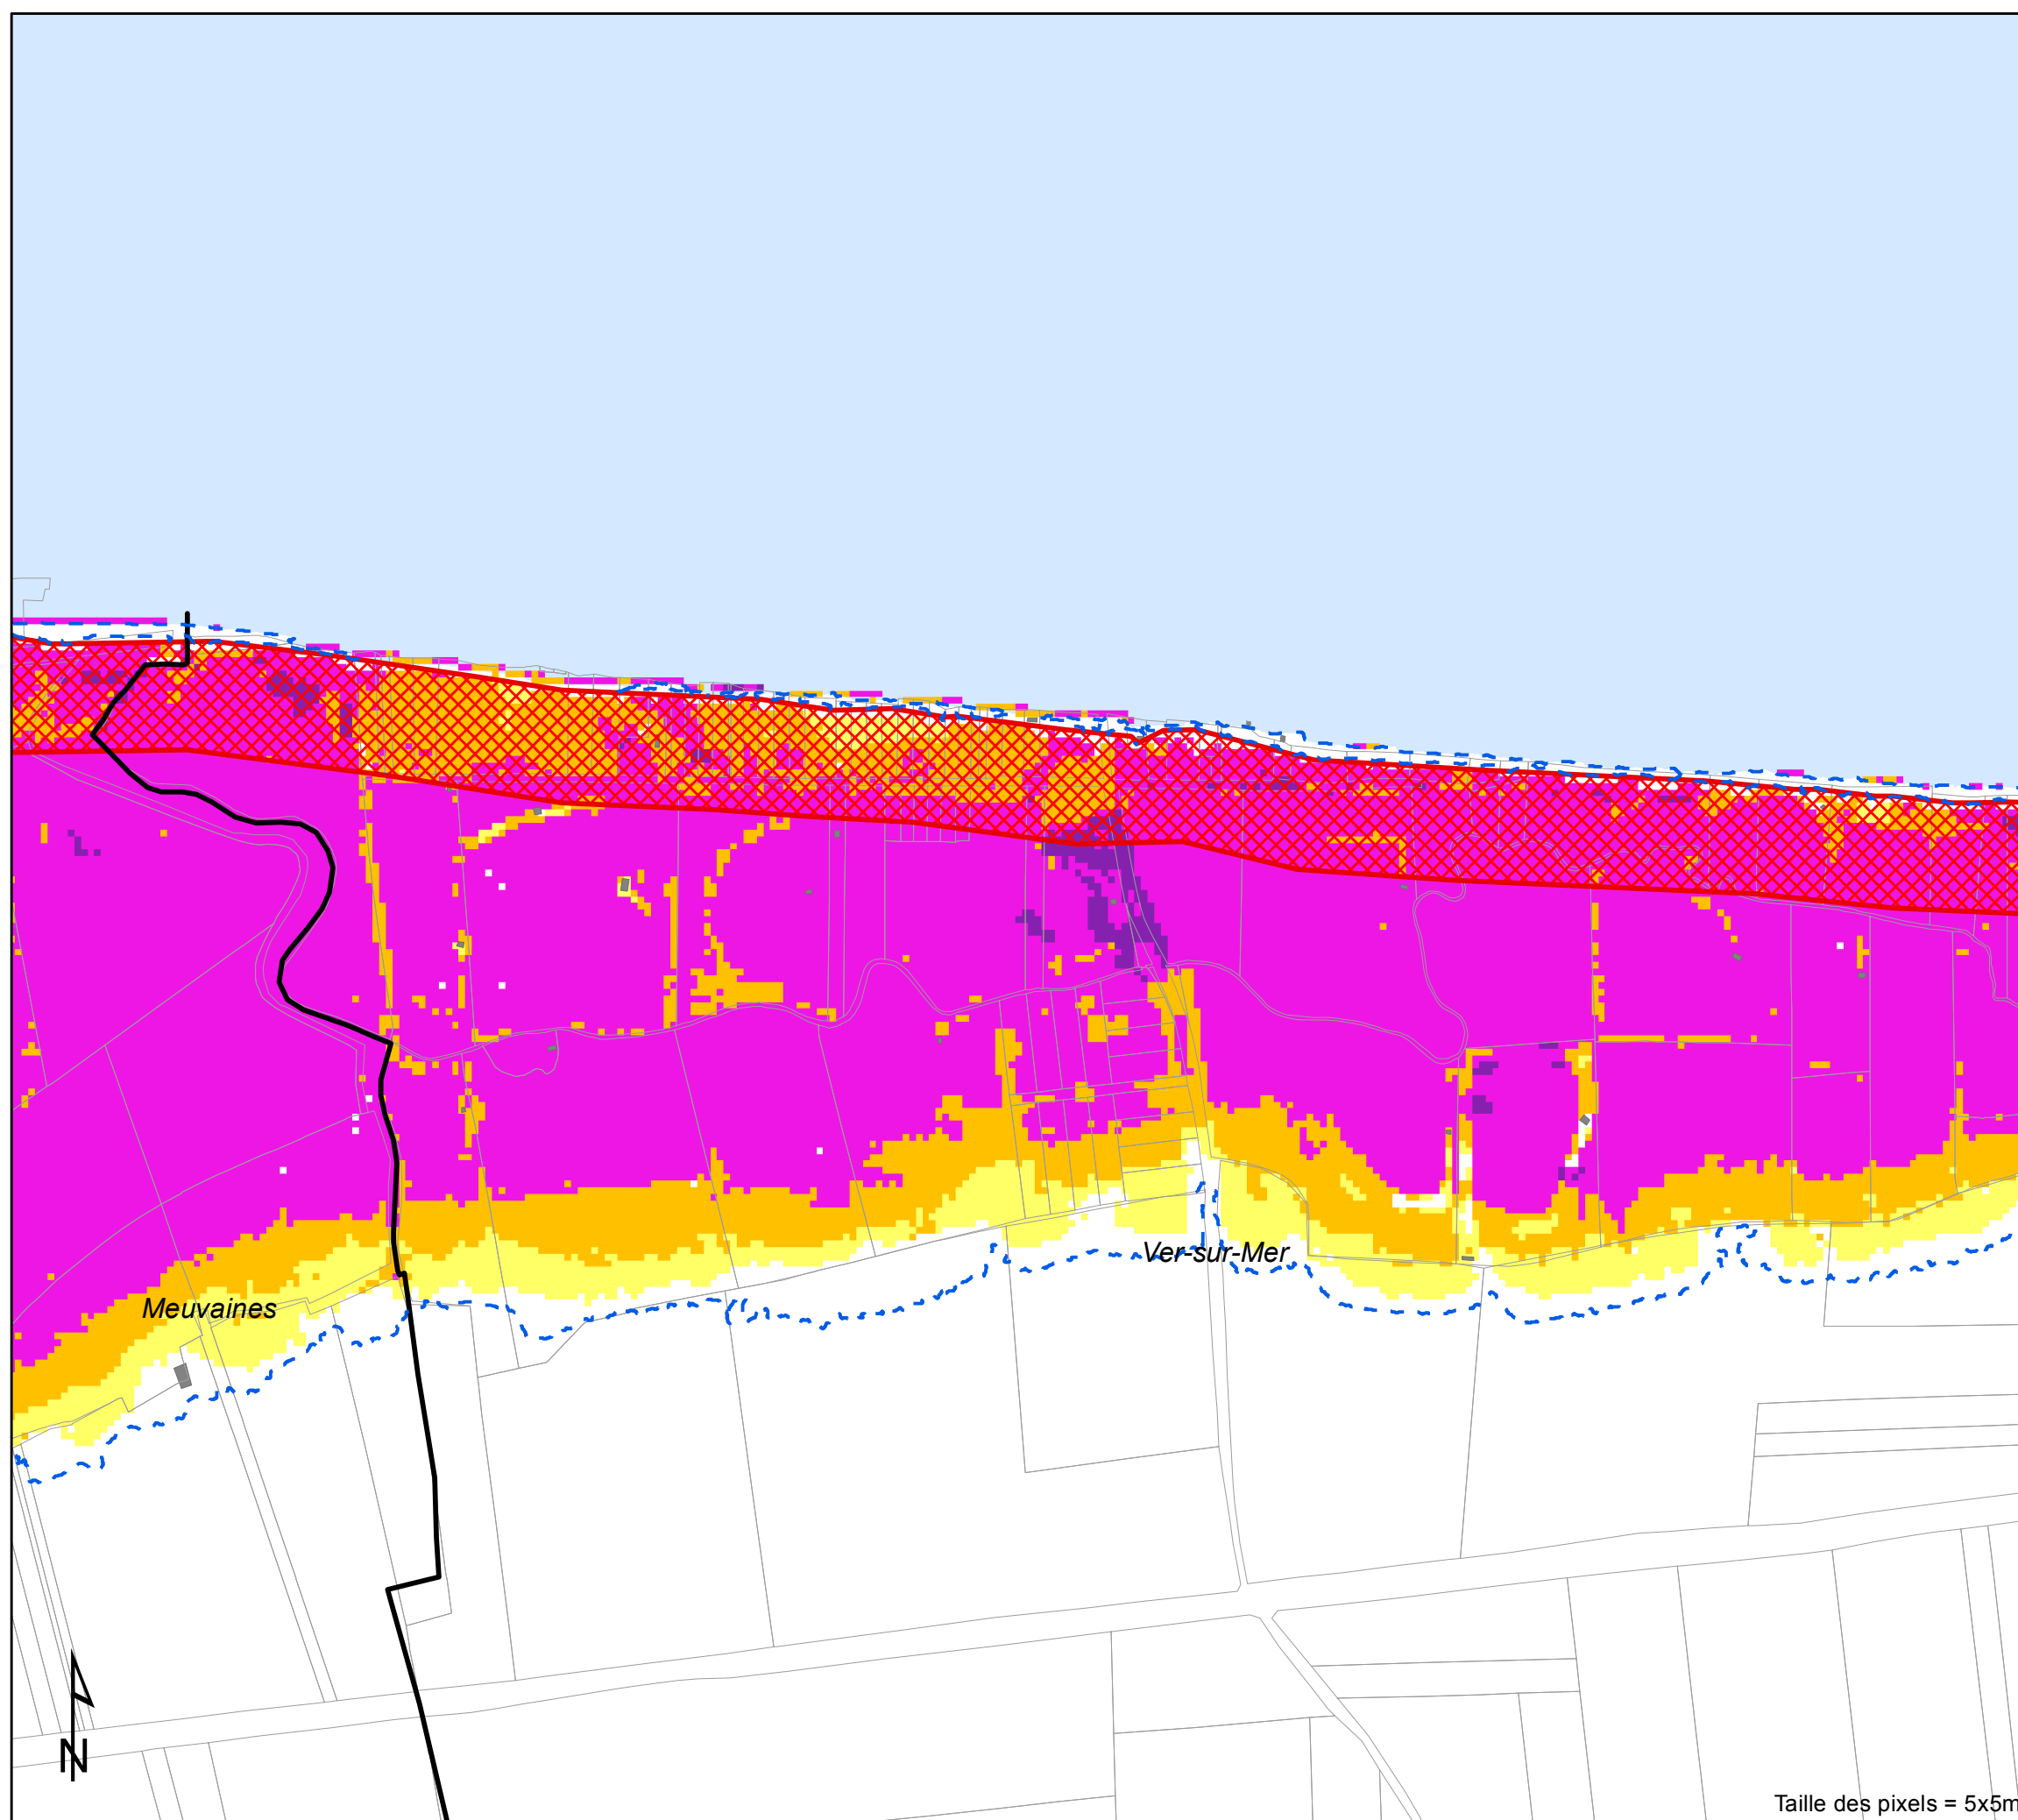 Ver-sur-Mer
Meuvaines
N
Taille des pixels = 5x5m